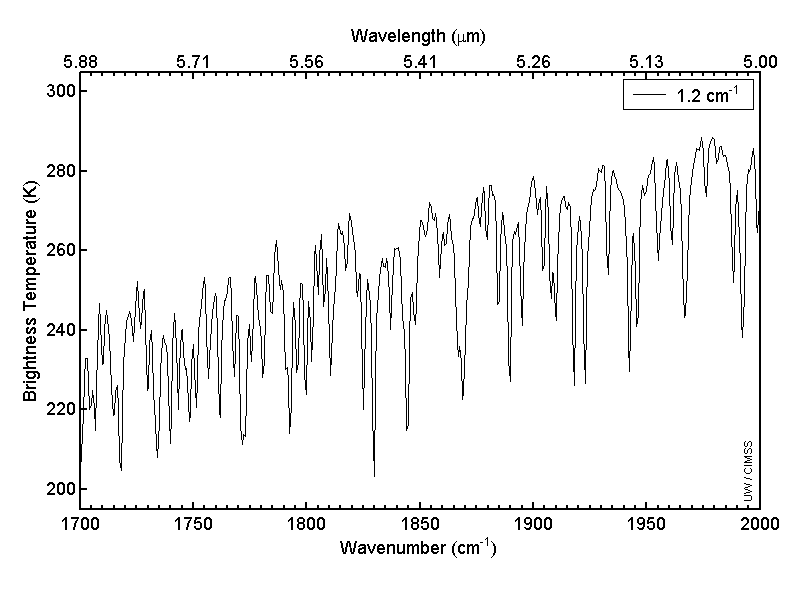 Wavelength (μm)
5.88 5.71 5.56 5.41 5.26 5.13 5.00
1.2 cm⁻¹
300
280
260
240
220
200
Brightness Temperature (K)
UW / CIMSS
1700 1750 1800 1850 1900 1950 2000
Wavenumber (cm⁻¹)